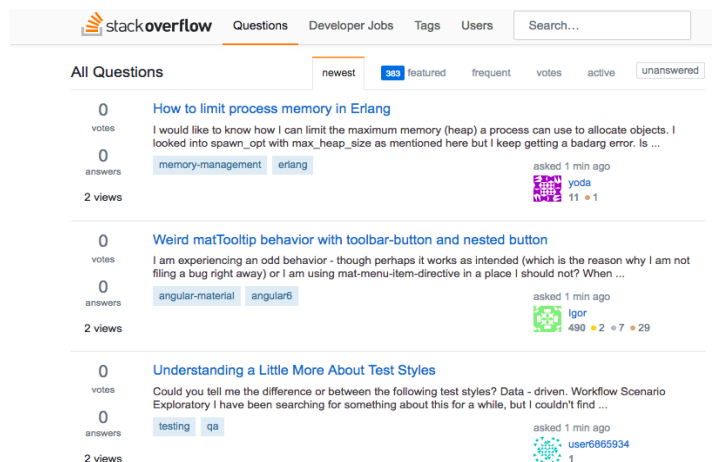 stackoverflow Questions Developer Jobs Tags Users Search...
All Questions newest 383 featured frequent votes active unanswered
0
votes
0
answers
2 views
How to limit process memory in Erlang
I would like to know how I can limit the maximum memory (heap) a process can use to allocate objects. I
looked into spawn_opt with max_heap_size as mentioned here but I keep getting a badarg error. Is ...
memory-management erlang
asked 1 min ago
yoda
11 1
0
votes
0
answers
2 views
Weird matTooltip behavior with toolbar-button and nested button
I am experiencing an odd behavior - though perhaps it works as intended (which is the reason why I am not
filing a bug right away) or I am using mat-menu-item-directive in a place I should not? When ...
angular-material angular6
asked 1 min ago
Igor
490 2 7 29
0
votes
0
answers
2 views
Understanding a Little More About Test Styles
Could you tell me the difference or between the following test styles? Data - driven. Workflow Scenario
Exploratory I have been searching for something about this for a while, but I couldn't find ...
testing qa
asked 1 min ago
user6865934
1